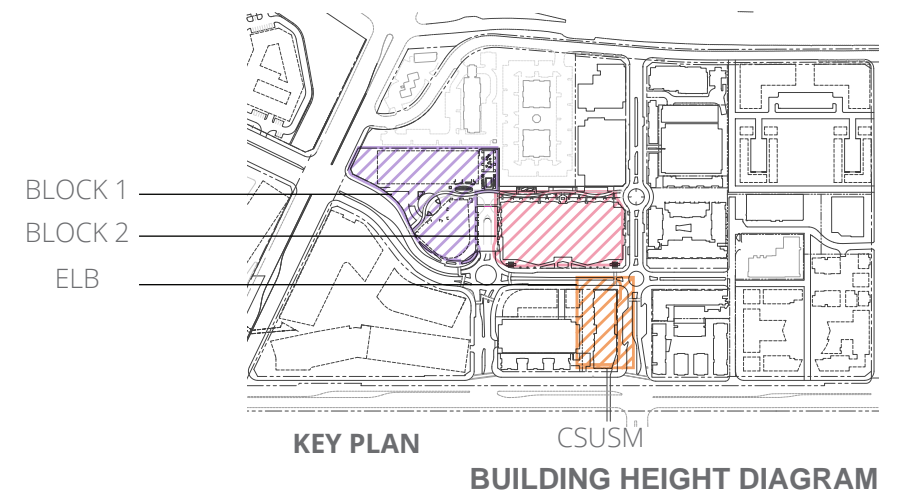 BLOCK 1
BLOCK 2
ELB
KEY PLAN
CSUSM
BUILDING HEIGHT DIAGRAM